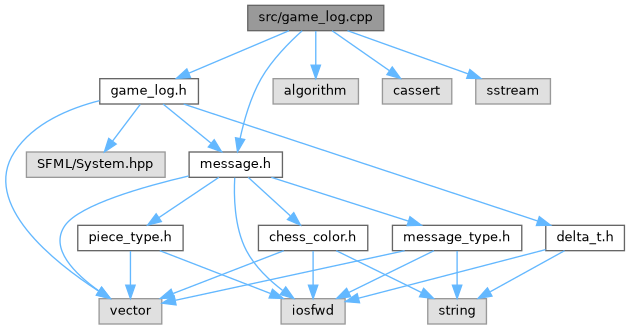 src/game_log.cpp
game_log.h
algorithm
cassert
sstream
SFML/System.hpp
message.h
piece_type.h
chess_color.h
message_type.h
delta_t.h
vector
iosfwd
string